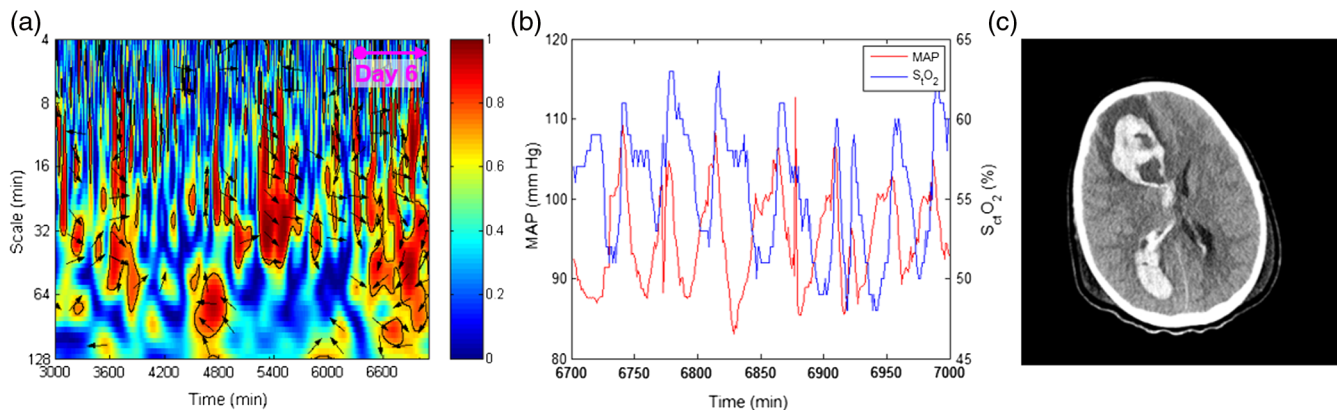 (a)
4
8
16
32
64
128
Scale (min)
3000 3600 4200 4800 5400 6000 6600
Time (min)
Day 6
1
0.8
0.6
0.4
0.2
0
(b)
120
110
100
90
80
MAP (mm Hg)
MAP
StO2
65
60
55
50
45
SctO2 (%)
6700 6750 6800 6850 6900 6950 7000
Time (min)
(c)